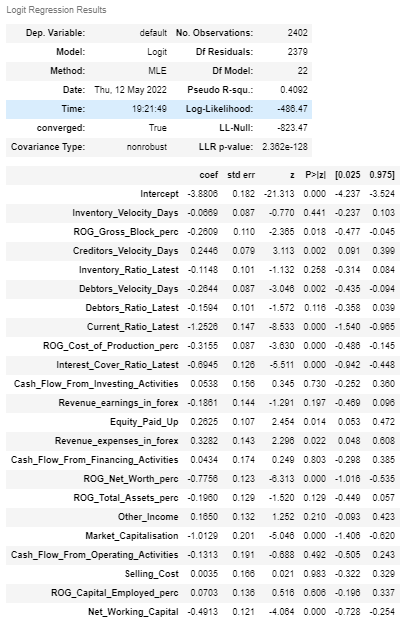 Logit Regression Results
Dep. Variable: default No. Observations: 2402
Model: Logit Df Residuals: 2379
Method: MLE Df Model: 22
Date: Thu, 12 May 2022 Pseudo R-squ.: 0.4092
Time: 19:21:49 Log-Likelihood: -486.47
converged: True LL-Null: -823.47
Covariance Type: nonrobust LLR p-value: 2.362e-128
coef std err z P>|z| [0.025 0.975]
Intercept -3.8806 0.182 -21.313 0.000 -4.237 -3.524
Inventory_Velocity_Days -0.0669 0.087 -0.770 0.441 -0.237 0.103
ROG_Gross_Block_perc -0.2609 0.110 -2.365 0.018 -0.477 -0.045
Creditors_Velocity_Days 0.2446 0.079 3.113 0.002 0.091 0.399
Inventory_Ratio_Latest -0.1148 0.101 -1.132 0.258 -0.314 0.084
Debtors_Velocity_Days -0.2644 0.087 -3.046 0.002 -0.435 -0.094
Debtors_Ratio_Latest -0.1594 0.101 -1.572 0.116 -0.358 0.039
Current_Ratio_Latest -1.2526 0.147 -8.533 0.000 -1.540 -0.965
ROG_Cost_of_Production_perc -0.3155 0.087 -3.630 0.000 -0.486 -0.145
Interest_Cover_Ratio_Latest -0.6945 0.126 -5.511 0.000 -0.942 -0.448
Cash_Flow_From_Investing_Activities 0.0538 0.156 0.345 0.730 -0.252 0.360
Revenue_earnings_in_forex -0.1861 0.144 -1.291 0.197 -0.469 0.096
Equity_Paid_Up 0.2625 0.107 2.454 0.014 0.053 0.472
Revenue_expenses_in_forex 0.3282 0.143 2.296 0.022 0.048 0.608
Cash_Flow_From_Financing_Activities 0.0434 0.174 0.249 0.803 -0.298 0.385
ROG_Net_Worth_perc -0.7756 0.123 -6.313 0.000 -1.016 -0.535
ROG_Total_Assets_perc -0.1960 0.129 -1.520 0.129 -0.449 0.057
Other_Income 0.1650 0.132 1.252 0.210 -0.093 0.423
Market_Capitalisation -1.0129 0.201 -5.046 0.000 -1.406 -0.620
Cash_Flow_From_Operating_Activities -0.1313 0.191 -0.688 0.492 -0.505 0.243
Selling_Cost 0.0035 0.166 0.021 0.983 -0.322 0.329
ROG_Capital_Employed_perc 0.0703 0.136 0.516 0.606 -0.196 0.337
Net_Working_Capital -0.4913 0.121 -4.064 0.000 -0.728 -0.254